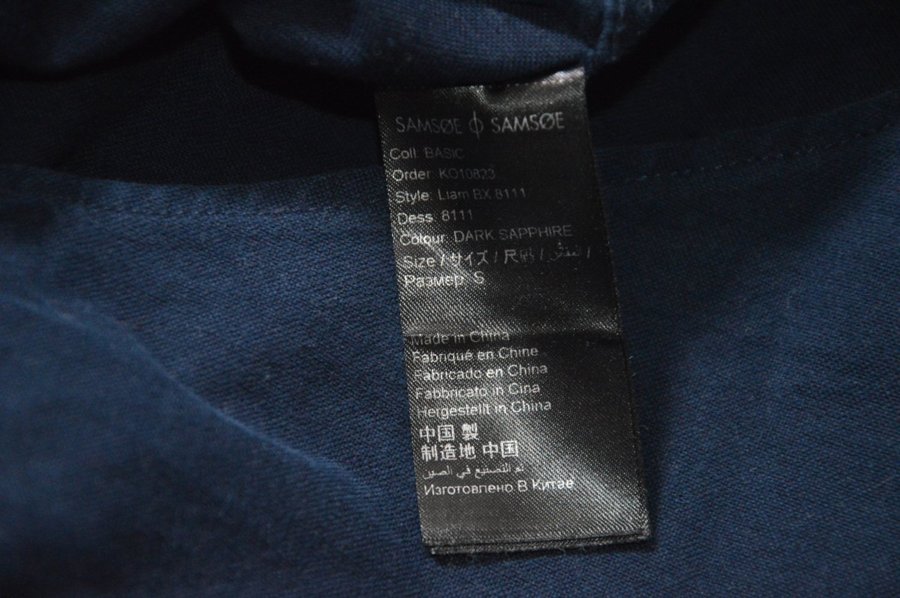 SAMSØE ϕ SAMSØE
Coll: BASIC
Order: KO10823
Style: Liam BX 8111
Dess: 8111
Colour: DARK SAPPHIRE
Size / サイズ / 尺码 / المقاس /
Размер: S
Made in China
Fabriqué en Chine
Fabricado en China
Fabbricato in Cina
Hergestellt in China
中国 製
制造地 中国
تم التصنيع في الصين
Изготовлено В Китае